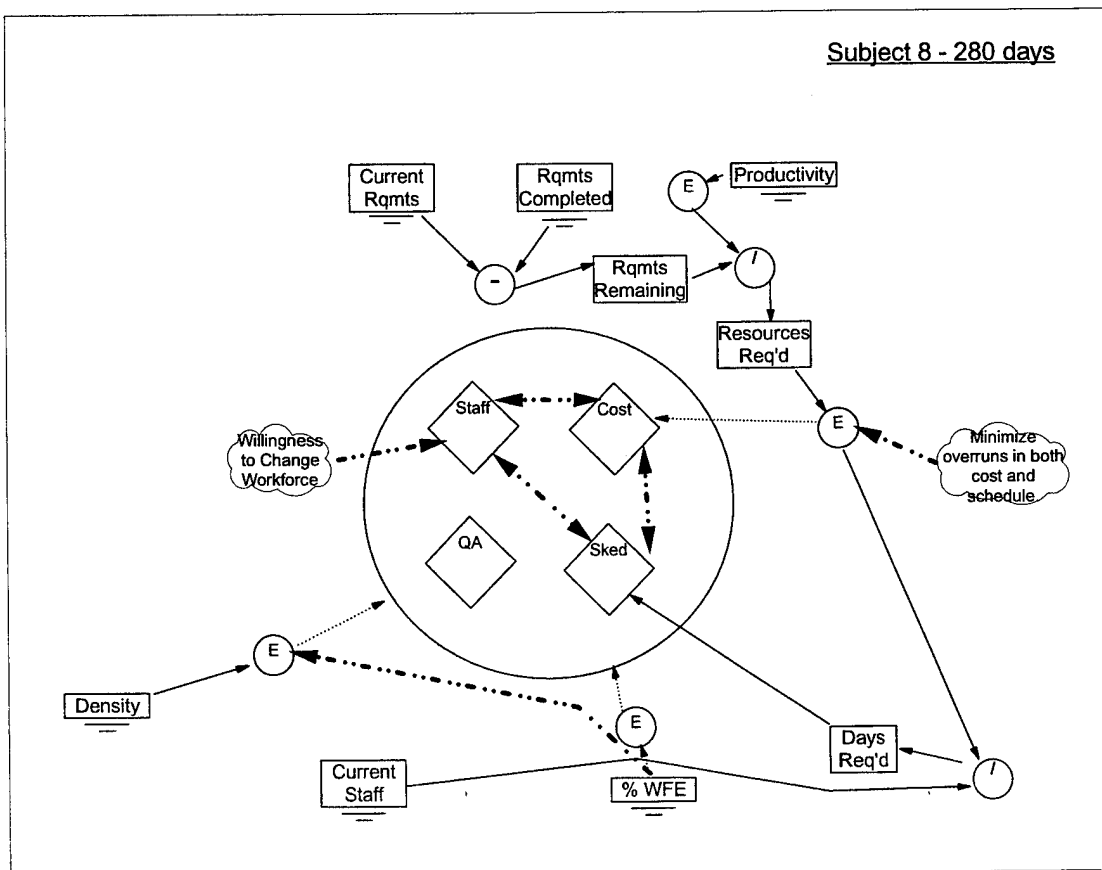 Subject 8 - 280 days
Current
Rqmts
Rqmts
Completed
E
Productivity
-
Rqmts
Remaining
/
Resources
Req'd
Staff
Cost
E
Willingness
to Change
Workforce
Minimize
overruns in both
cost and
schedule
QA
Sked
E
Density
E
Days
Req'd
/
Current
Staff
% WFE